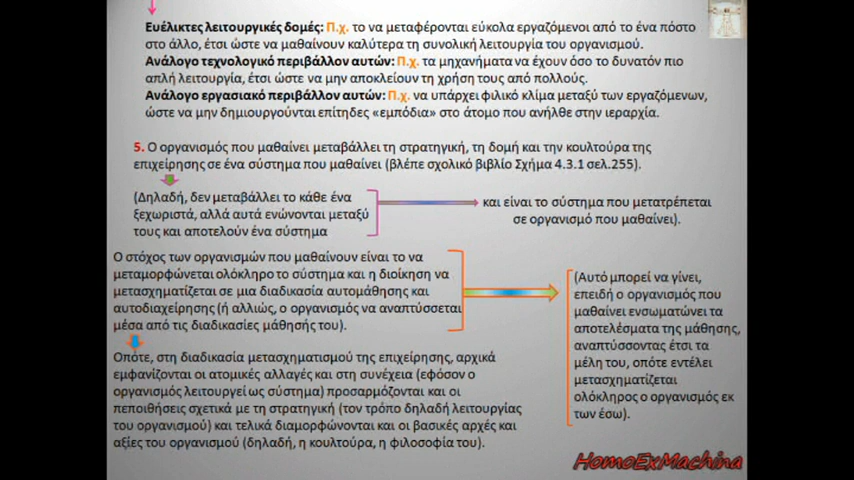 Ευέλικτες λειτουργικές δομές: Π.χ. το να μεταφέρονται εύκολα εργαζόμενοι από το ένα πόστο
στο άλλο, έτσι ώστε να μαθαίνουν καλύτερα τη συνολική λειτουργία του οργανισμού.
Ανάλογο τεχνολογικό περιβάλλον αυτών: Π.χ. τα μηχανήματα να έχουν όσο το δυνατόν πιο
απλή λειτουργία, έτσι ώστε να μην αποκλείουν τη χρήση τους από πολλούς.
Ανάλογο εργασιακό περιβάλλον αυτών: Π.χ. να υπάρχει φιλικό κλίμα μεταξύ των εργαζόμενων,
ώστε να μην δημιουργούνται επίτηδες «εμπόδια» στο άτομο που ανήλθε στην ιεραρχία.
5. Ο οργανισμός που μαθαίνει μεταβάλλει τη στρατηγική, τη δομή και την κουλτούρα της
επιχείρησης σε ένα σύστημα που μαθαίνει (βλέπε σχολικό βιβλίο Σχήμα 4.3.1 σελ.255).
(Δηλαδή, δεν μεταβάλλει το κάθε ένα
ξεχωριστά, αλλά αυτά ενώνονται μεταξύ
τους και αποτελούν ένα σύστημα
και είναι το σύστημα που μετατρέπεται
σε οργανισμό που μαθαίνει).
Ο στόχος των οργανισμών που μαθαίνουν είναι το να
μεταμορφώνεται ολόκληρο το σύστημα και η διοίκηση να
μετασχηματίζεται σε μια διαδικασία αυτομάθησης και
αυτοδιαχείρισης (ή αλλιώς, ο οργανισμός να αναπτύσσεται
μέσα από τις διαδικασίες μάθησής του).
(Αυτό μπορεί να γίνει,
επειδή ο οργανισμός που
μαθαίνει ενσωματώνει τα
αποτελέσματα της μάθησης,
αναπτύσσοντας έτσι τα
μέλη του, οπότε εντέλει
μετασχηματίζεται
ολόκληρος ο οργανισμός εκ
των έσω).
Οπότε, στη διαδικασία μετασχηματισμού της επιχείρησης, αρχικά
εμφανίζονται οι ατομικές αλλαγές και στη συνέχεια (εφόσον ο
οργανισμός λειτουργεί ως σύστημα) προσαρμόζονται και οι
πεποιθήσεις σχετικά με τη στρατηγική (τον τρόπο δηλαδή λειτουργίας
του οργανισμού) και τελικά διαμορφώνονται και οι βασικές αρχές και
αξίες του οργανισμού (δηλαδή, η κουλτούρα, η φιλοσοφία του).
HomoExMachina